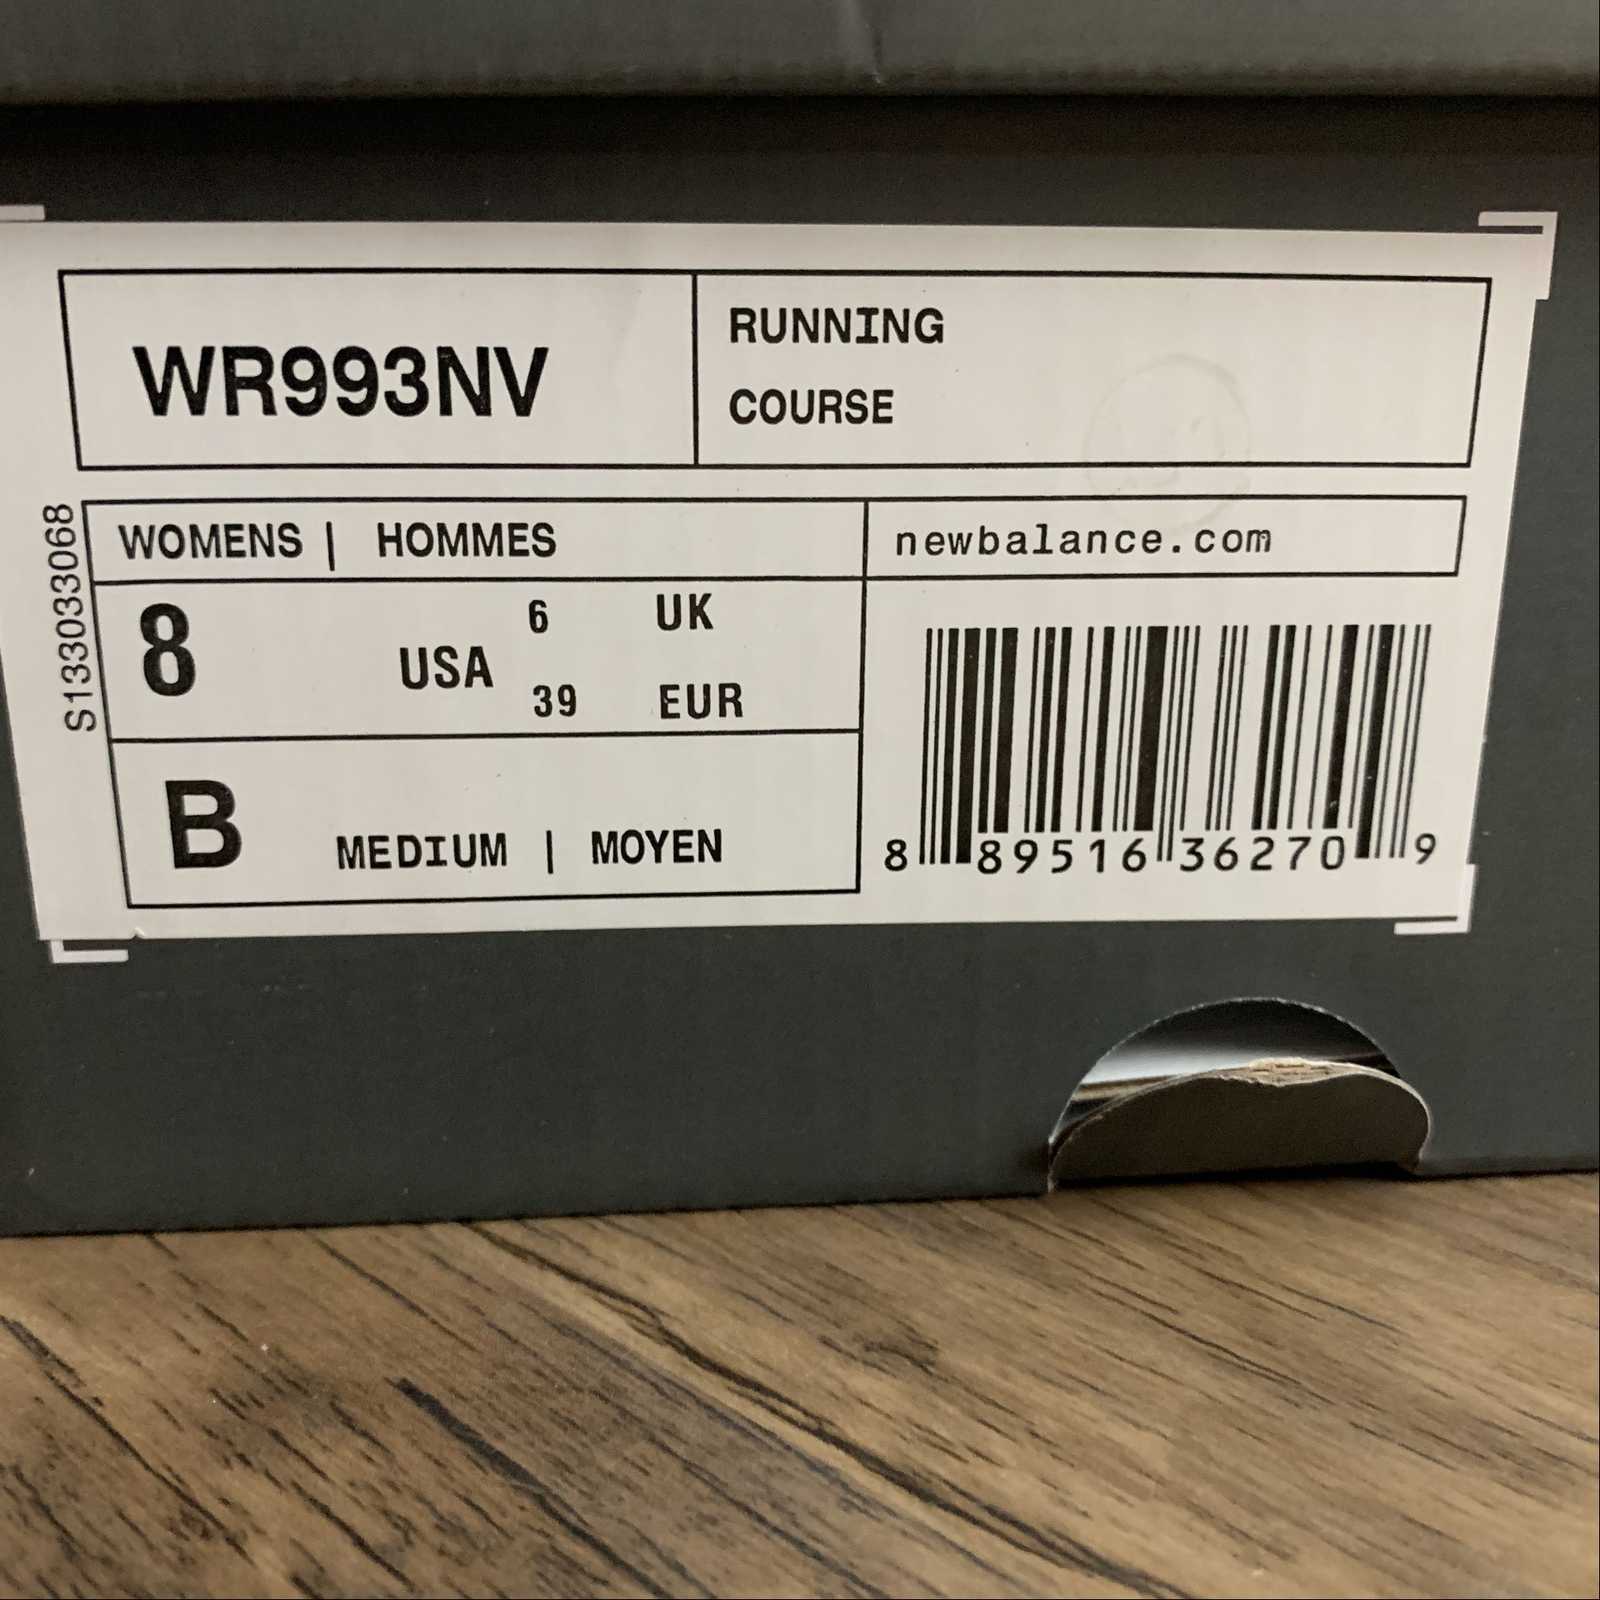 WR993NV
RUNNING
COURSE
S133033068
WOMENS | HOMMES
newbalance.com
8 USA
6 UK
39 EUR
B MEDIUM | MOYEN
8 89516 36270 9